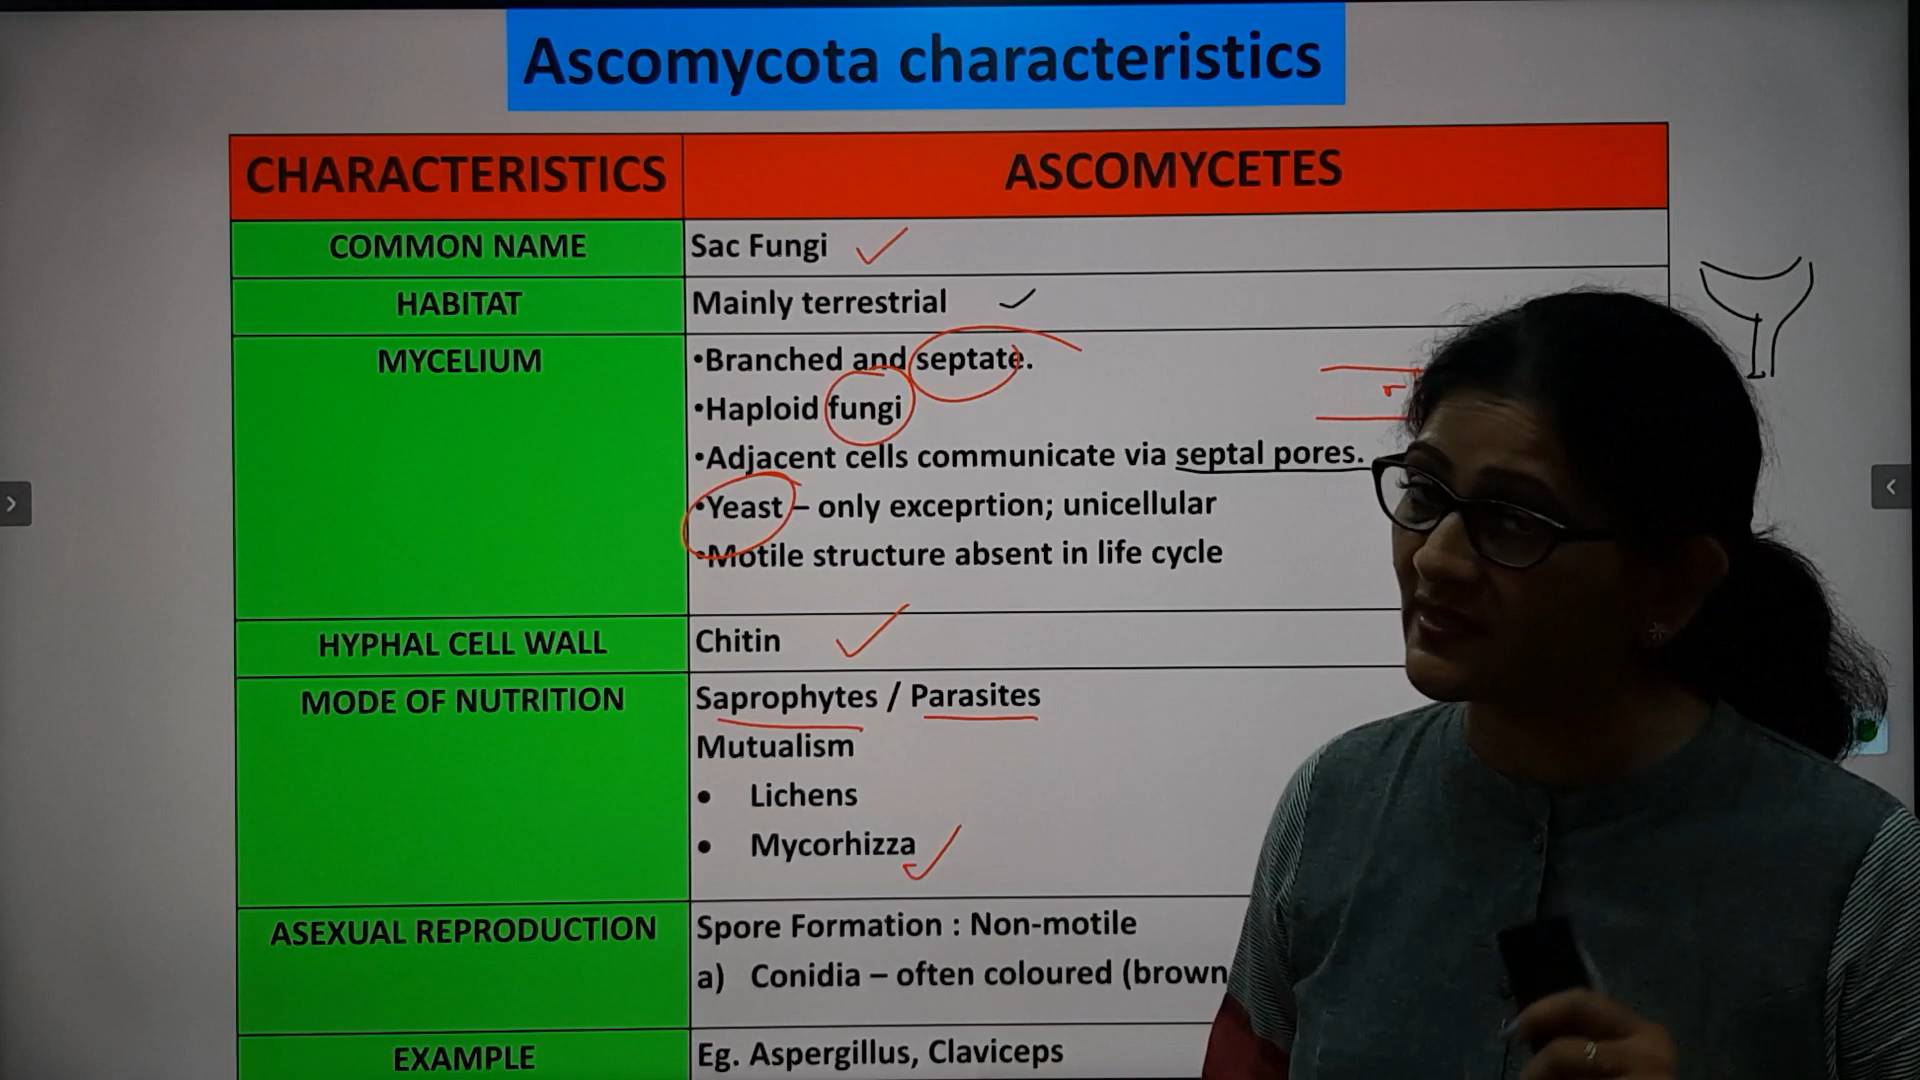 Ascomycota characteristics
CHARACTERISTICS
ASCOMYCETES
COMMON NAME
Sac Fungi
HABITAT
Mainly terrestrial
MYCELIUM
•Branched and septate.
•Haploid fungi
•Adjacent cells communicate via septal pores.
•Yeast – only exceprtion; unicellular
•Motile structure absent in life cycle
HYPHAL CELL WALL
Chitin
MODE OF NUTRITION
Saprophytes / Parasites
Mutualism
• Lichens
• Mycorhizza
ASEXUAL REPRODUCTION
Spore Formation : Non-motile
a) Conidia – often coloured (brown
EXAMPLE
Eg. Aspergillus, Claviceps